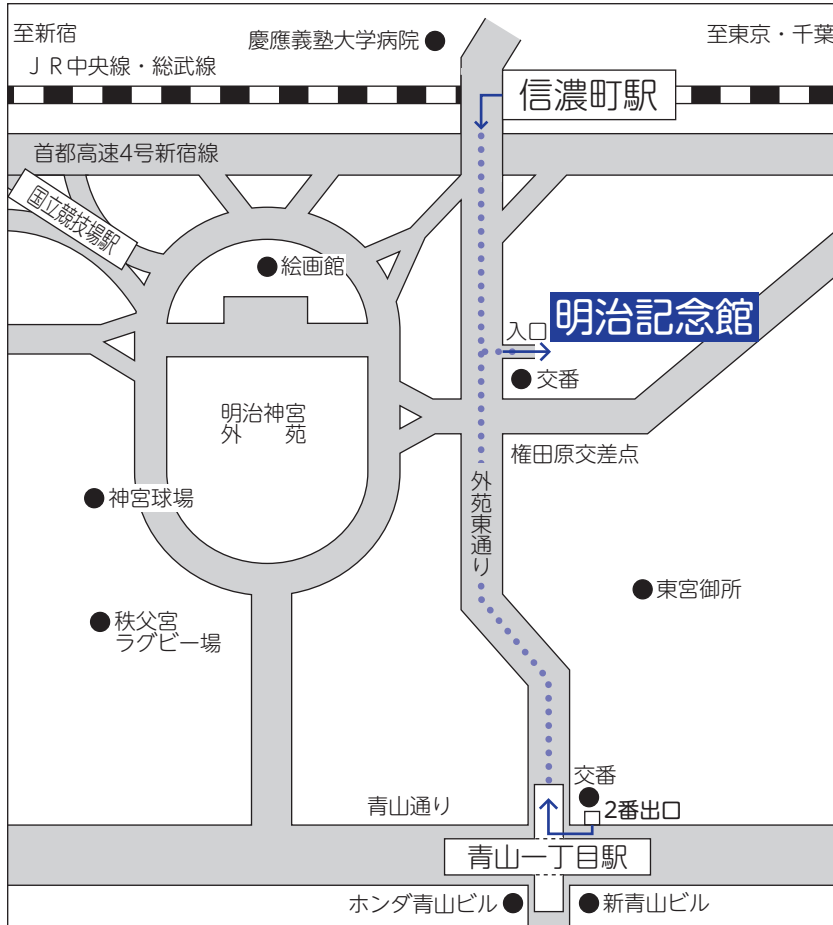 至新宿
慶應義塾大学病院
至東京・千葉
ＪＲ中央線・総武線
信濃町駅
首都高速4号新宿線
国立競技場駅
絵画館
明治記念館
入口
交番
明治神宮
外　苑
権田原交差点
神宮球場
外苑東通り
東宮御所
秩父宮
ラグビー場
交番
青山通り
2番出口
青山一丁目駅
ホンダ青山ビル
新青山ビル